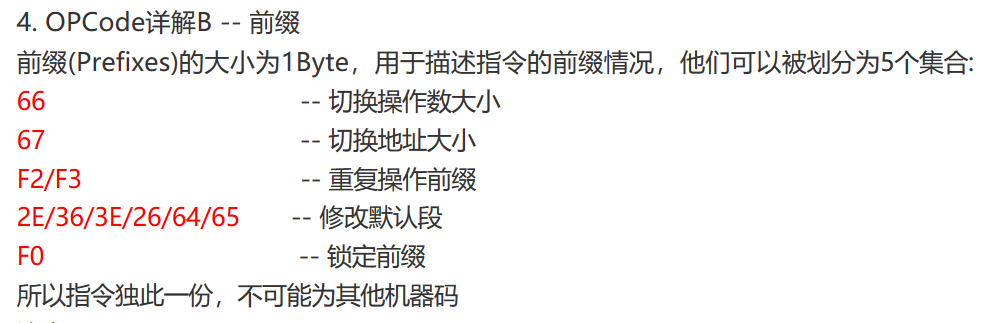 4. OPCode详解B -- 前缀
前缀(Prefixes)的大小为1Byte，用于描述指令的前缀情况，他们可以被划分为5个集合:
66 -- 切换操作数大小
67 -- 切换地址大小
F2/F3 -- 重复操作前缀
2E/36/3E/26/64/65 -- 修改默认段
F0 -- 锁定前缀
所以指令独此一份，不可能为其他机器码